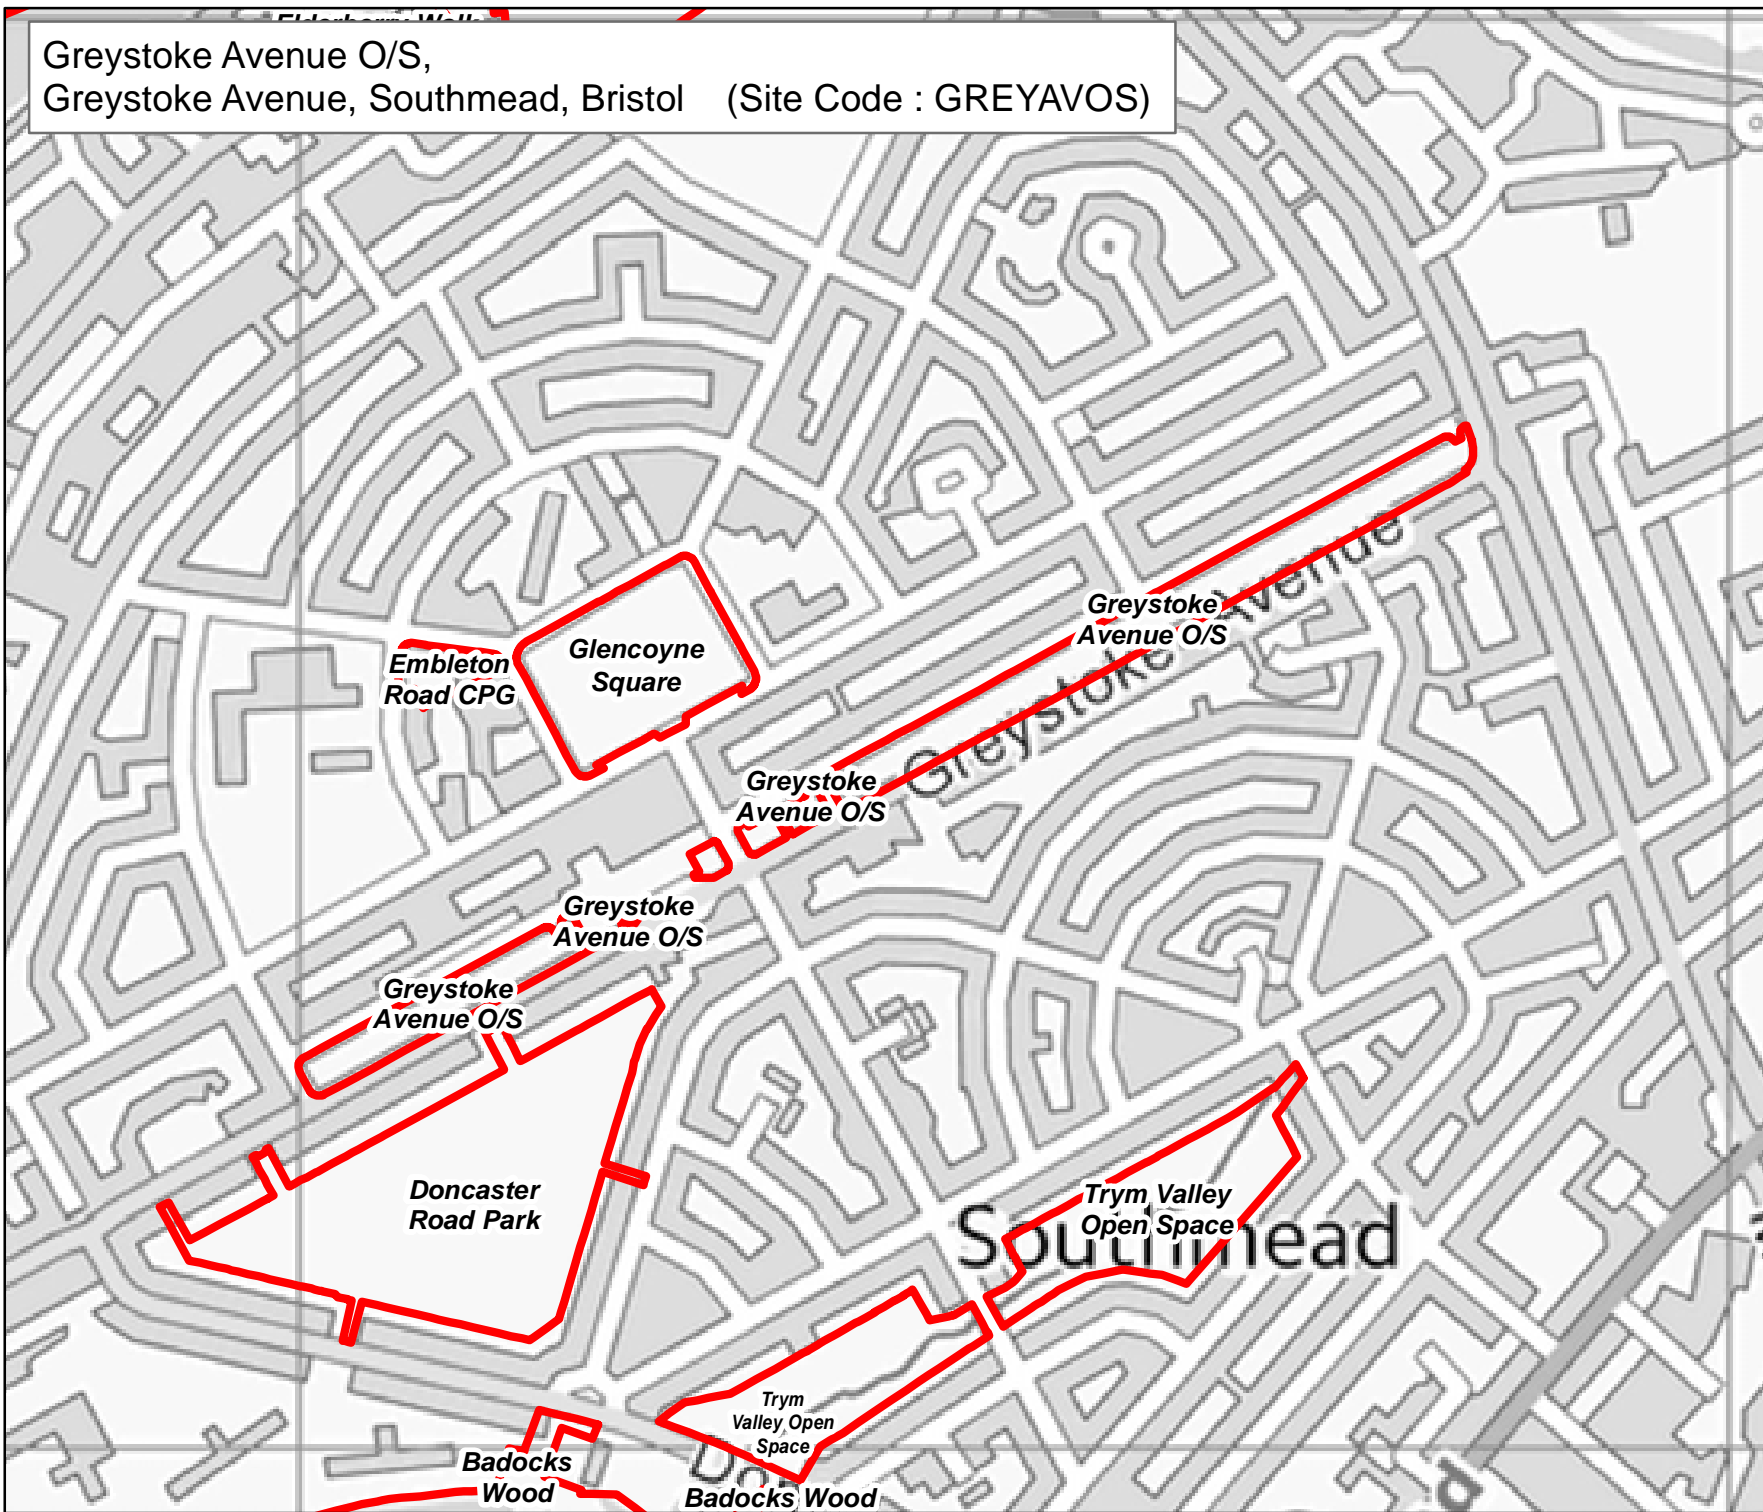 Elderberry Walk
Greystoke Avenue O/S,
Greystoke Avenue, Southmead, Bristol (Site Code : GREYAVOS)
Greystoke Avenue
Greystoke
Avenue O/S
Glencoyne
Square
Embleton
Road CPG
Greystoke
Avenue O/S
Greystoke
Avenue O/S
Greystoke
Avenue O/S
Doncaster
Road Park
Trym Valley
Open Space
Southmead
Trym
Valley Open
Space
Badocks
Wood
Badocks Wood